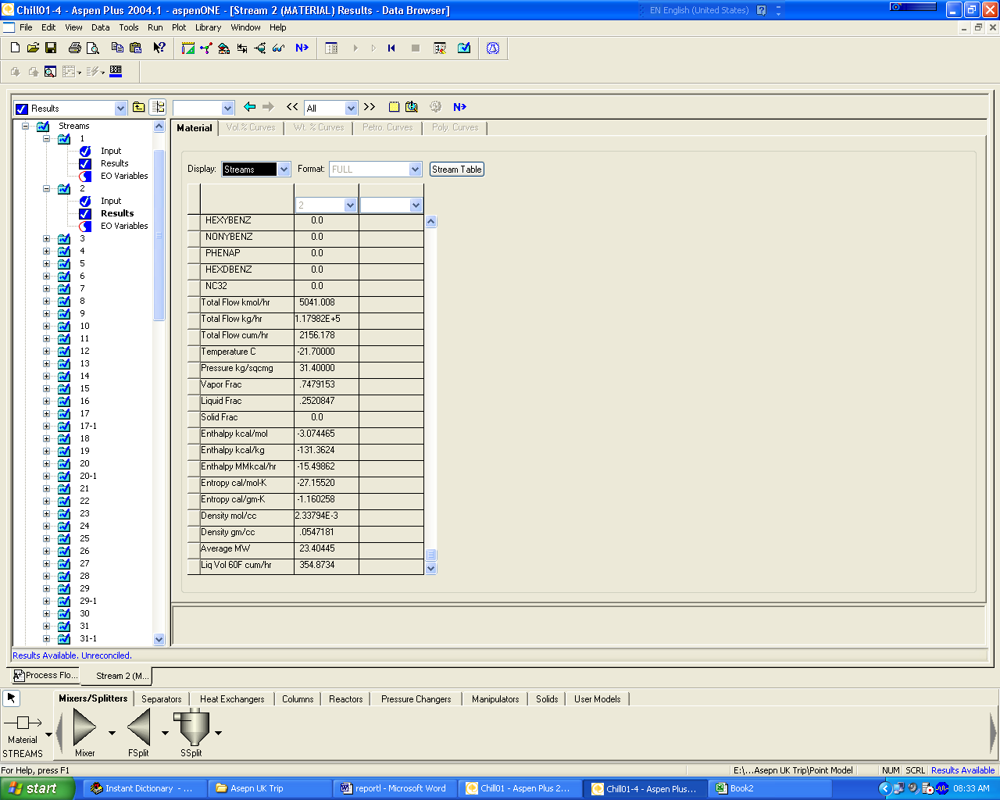 Chill01-4 - Aspen Plus 2004.1 - aspenONE - [Stream 2 (MATERIAL) Results - Data Browser]
EN English (United States)
File Edit View Data Tools Run Plot Library Window Help
Results
All
N>
Streams
1
Input
Results
EO Variables
2
Input
Results
EO Variables
3
4
5
6
7
8
9
10
11
12
13
14
15
16
17
17-1
18
19
20
20-1
21
22
23
24
25
26
27
28
29
29-1
30
31
31-1
Material Vol.% Curves Wt. % Curves Petro. Curves Poly. Curves
Display: Streams Format: FULL Stream Table
2
HEXYBENZ 0.0
NONYBENZ 0.0
PHENAP 0.0
HEXDBENZ 0.0
NC32 0.0
Total Flow kmol/hr 5041.008
Total Flow kg/hr 1.17982E+5
Total Flow cum/hr 2156.178
Temperature C -21.70000
Pressure kg/sqcmg 31.40000
Vapor Frac .7479153
Liquid Frac .2520847
Solid Frac 0.0
Enthalpy kcal/mol -3.074465
Enthalpy kcal/kg -131.3624
Enthalpy MMkcal/hr -15.49862
Entropy cal/mol-K -27.15520
Entropy cal/gm-K -1.160258
Density mol/cc 2.33794E-3
Density gm/cc .0547181
Average MW 23.40445
Liq Vol 60F cum/hr 354.8734
Results Available. Unreconciled.
Process Flo... Stream 2 (M...
Mixers/Splitters Separators Heat Exchangers Columns Reactors Pressure Changers Manipulators Solids User Models
Material
STREAMS
Mixer FSplit SSplit
For Help, press F1 E:\...Asepn UK Trip\Point Model NUM SCRL Results Available
start Instant Dictionary - ... Asepn UK Trip reportl - Microsoft Word Chill01 - Aspen Plus 2... Chill01-4 - Aspen Plus... Book2 08:33 AM